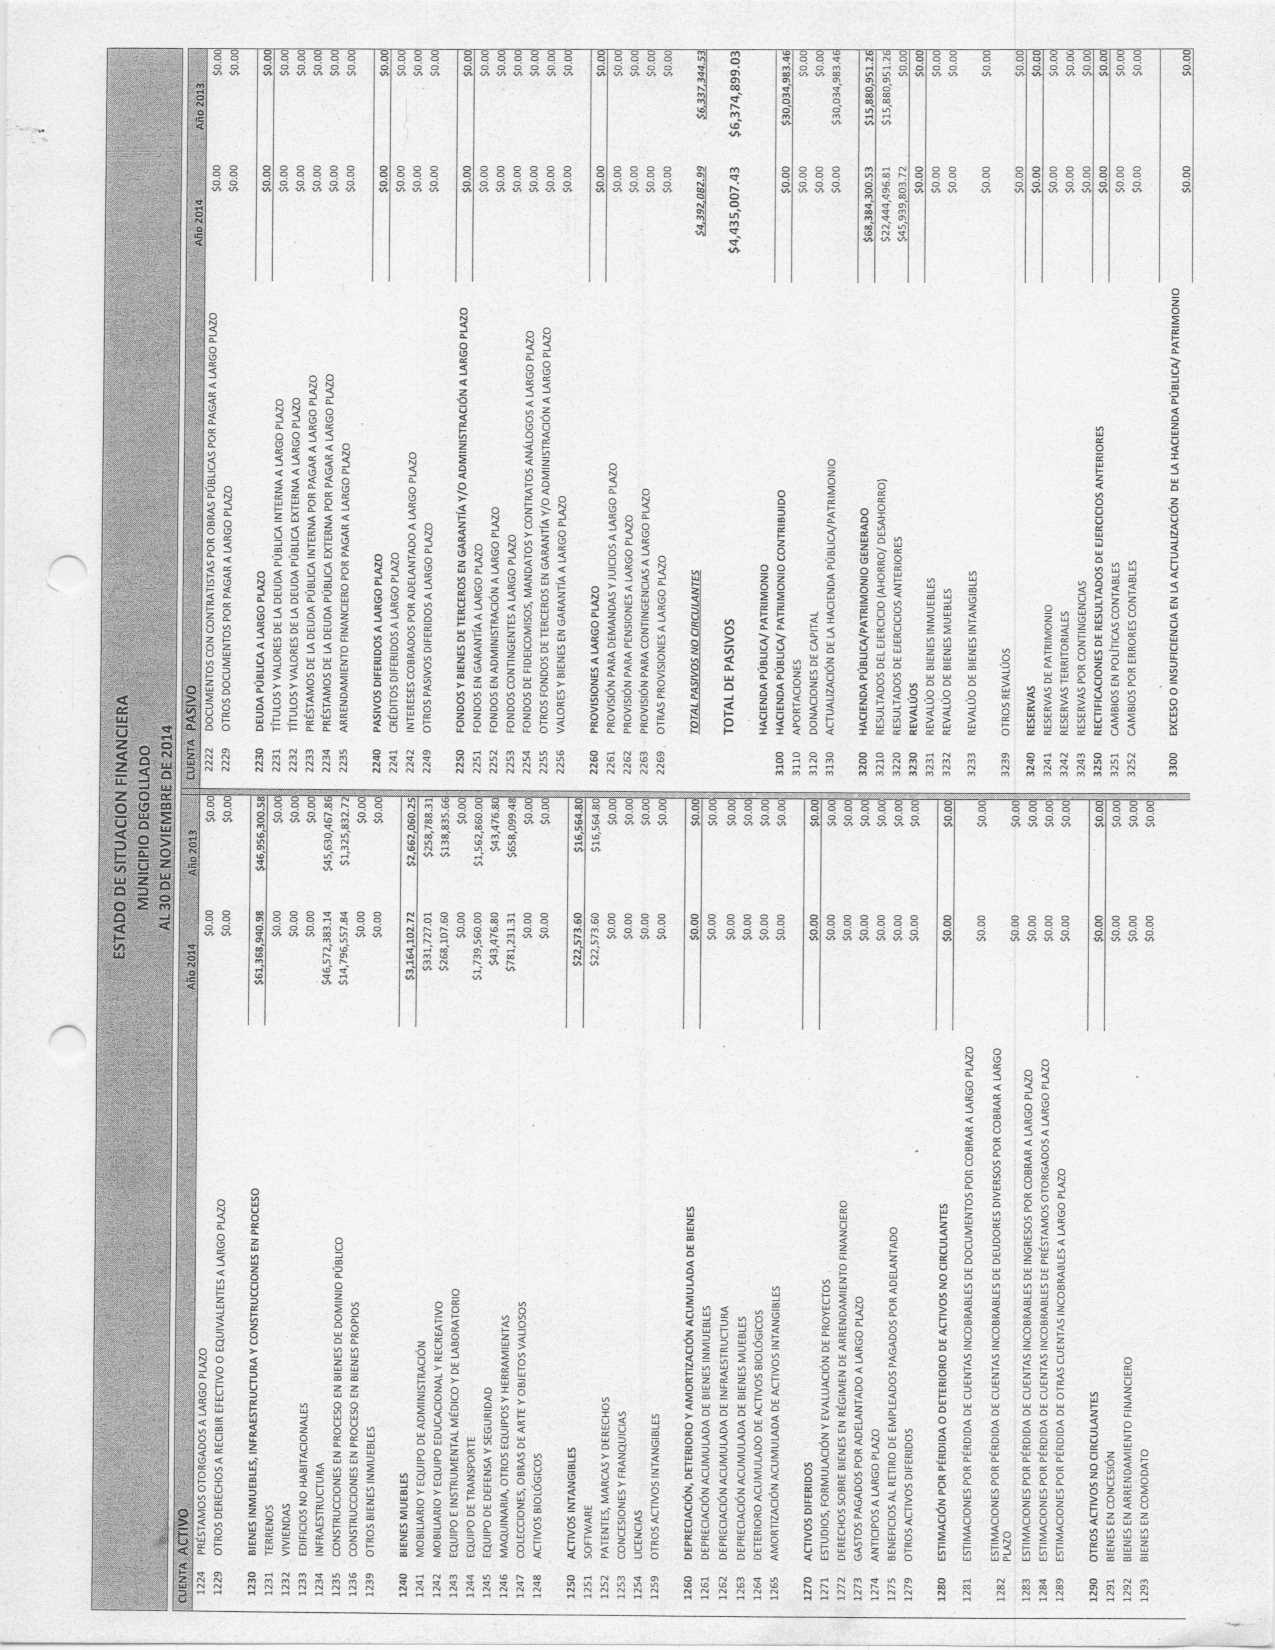 ESTADO DE SITUACION FINANCIERA
MUNICIPIO DEGOLLADO
AL 30 DE NOVIEMBRE DE 2014
CUENTA ACTIVO Año 2014 Año 2013
1224 PRÉSTAMOS OTORGADOS A LARGO PLAZO $0.00 $0.00
1229 OTROS DERECHOS A RECIBIR EFECTIVO O EQUIVALENTES A LARGO PLAZO $0.00 $0.00
1230 BIENES INMUEBLES, INFRAESTRUCTURA Y CONSTRUCCIONES EN PROCESO $61,368,940.98 $46,956,300.58
1231 TERRENOS $0.00 $0.00
1232 VIVIENDAS $0.00 $0.00
1233 EDIFICIOS NO HABITACIONALES $0.00 $0.00
1234 INFRAESTRUCTURA $46,572,383.14 $45,630,467.86
1235 CONSTRUCCIONES EN PROCESO EN BIENES DE DOMINIO PÚBLICO $14,796,557.84 $1,325,832.72
1236 CONSTRUCCIONES EN PROCESO EN BIENES PROPIOS $0.00 $0.00
1239 OTROS BIENES INMUEBLES $0.00 $0.00
1240 BIENES MUEBLES $3,164,102.72 $2,662,060.25
1241 MOBILIARIO Y EQUIPO DE ADMINISTRACIÓN $331,727.01 $258,788.31
1242 MOBILIARIO Y EQUIPO EDUCACIONAL Y RECREATIVO $268,107.60 $138,835.66
1243 EQUIPO E INSTRUMENTAL MÉDICO Y DE LABORATORIO $0.00 $0.00
1244 EQUIPO DE TRANSPORTE $1,739,560.00 $1,562,860.00
1245 EQUIPO DE DEFENSA Y SEGURIDAD $43,476.80 $43,476.80
1246 MAQUINARIA, OTROS EQUIPOS Y HERRAMIENTAS $781,231.31 $658,099.48
1247 COLECCIONES, OBRAS DE ARTE Y OBJETOS VALIOSOS $0.00 $0.00
1248 ACTIVOS BIOLÓGICOS $0.00 $0.00
1250 ACTIVOS INTANGIBLES $22,573.60 $16,564.80
1251 SOFTWARE $22,573.60 $16,564.80
1252 PATENTES, MARCAS Y DERECHOS $0.00 $0.00
1253 CONCESIONES Y FRANQUICIAS $0.00 $0.00
1254 LICENCIAS $0.00 $0.00
1259 OTROS ACTIVOS INTANGIBLES $0.00 $0.00
1260 DEPRECIACIÓN, DETERIORO Y AMORTIZACIÓN ACUMULADA DE BIENES $0.00 $0.00
1261 DEPRECIACIÓN ACUMULADA DE BIENES INMUEBLES $0.00 $0.00
1262 DEPRECIACIÓN ACUMULADA DE INFRAESTRUCTURA $0.00 $0.00
1263 DEPRECIACIÓN ACUMULADA DE BIENES MUEBLES $0.00 $0.00
1264 DETERIORO ACUMULADO DE ACTIVOS BIOLÓGICOS $0.00 $0.00
1265 AMORTIZACIÓN ACUMULADA DE ACTIVOS INTANGIBLES $0.00 $0.00
1270 ACTIVOS DIFERIDOS $0.00 $0.00
1271 ESTUDIOS, FORMULACIÓN Y EVALUACIÓN DE PROYECTOS $0.00 $0.00
1272 DERECHOS SOBRE BIENES EN RÉGIMEN DE ARRENDAMIENTO FINANCIERO $0.00 $0.00
1273 GASTOS PAGADOS POR ADELANTADO A LARGO PLAZO $0.00 $0.00
1274 ANTICIPOS A LARGO PLAZO $0.00 $0.00
1275 BENEFICIOS AL RETIRO DE EMPLEADOS PAGADOS POR ADELANTADO $0.00 $0.00
1279 OTROS ACTIVOS DIFERIDOS $0.00 $0.00
1280 ESTIMACIÓN POR PÉRDIDA O DETERIORO DE ACTIVOS NO CIRCULANTES $0.00 $0.00
1281 ESTIMACIONES POR PÉRDIDA DE CUENTAS INCOBRABLES DE DOCUMENTOS POR COBRAR A LARGO PLAZO $0.00 $0.00
1282 ESTIMACIONES POR PÉRDIDA DE CUENTAS INCOBRABLES DE DEUDORES DIVERSOS POR COBRAR A LARGO
PLAZO $0.00 $0.00
1283 ESTIMACIONES POR PÉRDIDA DE CUENTAS INCOBRABLES DE INGRESOS POR COBRAR A LARGO PLAZO $0.00 $0.00
1284 ESTIMACIONES POR PÉRDIDA DE CUENTAS INCOBRABLES DE PRÉSTAMOS OTORGADOS A LARGO PLAZO $0.00 $0.00
1289 ESTIMACIONES POR PÉRDIDA DE OTRAS CUENTAS INCOBRABLES A LARGO PLAZO $0.00 $0.00
1290 OTROS ACTIVOS NO CIRCULANTES $0.00 $0.00
1291 BIENES EN CONCESIÓN $0.00 $0.00
1292 BIENES EN ARRENDAMIENTO FINANCIERO $0.00 $0.00
1293 BIENES EN COMODATO $0.00 $0.00
CUENTA PASIVO Año 2014 Año 2013
2222 DOCUMENTOS CON CONTRATISTAS POR OBRAS PÚBLICAS POR PAGAR A LARGO PLAZO $0.00 $0.00
2229 OTROS DOCUMENTOS POR PAGAR A LARGO PLAZO $0.00 $0.00
2230 DEUDA PÚBLICA A LARGO PLAZO $0.00 $0.00
2231 TÍTULOS Y VALORES DE LA DEUDA PÚBLICA INTERNA A LARGO PLAZO $0.00 $0.00
2232 TÍTULOS Y VALORES DE LA DEUDA PÚBLICA EXTERNA A LARGO PLAZO $0.00 $0.00
2233 PRÉSTAMOS DE LA DEUDA PÚBLICA INTERNA POR PAGAR A LARGO PLAZO $0.00 $0.00
2234 PRÉSTAMOS DE LA DEUDA PÚBLICA EXTERNA POR PAGAR A LARGO PLAZO $0.00 $0.00
2235 ARRENDAMIENTO FINANCIERO POR PAGAR A LARGO PLAZO $0.00 $0.00
2240 PASIVOS DIFERIDOS A LARGO PLAZO $0.00 $0.00
2241 CRÉDITOS DIFERIDOS A LARGO PLAZO $0.00 $0.00
2242 INTERESES COBRADOS POR ADELANTADO A LARGO PLAZO $0.00 $0.00
2249 OTROS PASIVOS DIFERIDOS A LARGO PLAZO $0.00 $0.00
2250 FONDOS Y BIENES DE TERCEROS EN GARANTÍA Y/O ADMINISTRACIÓN A LARGO PLAZO $0.00 $0.00
2251 FONDOS EN GARANTÍA A LARGO PLAZO $0.00 $0.00
2252 FONDOS EN ADMINISTRACIÓN A LARGO PLAZO $0.00 $0.00
2253 FONDOS CONTINGENTES A LARGO PLAZO $0.00 $0.00
2254 FONDOS DE FIDEICOMISOS, MANDATOS Y CONTRATOS ANÁLOGOS A LARGO PLAZO $0.00 $0.00
2255 OTROS FONDOS DE TERCEROS EN GARANTÍA Y/O ADMINISTRACIÓN A LARGO PLAZO $0.00 $0.00
2256 VALORES Y BIENES EN GARANTÍA A LARGO PLAZO $0.00 $0.00
2260 PROVISIONES A LARGO PLAZO $0.00 $0.00
2261 PROVISIÓN PARA DEMANDAS Y JUICIOS A LARGO PLAZO $0.00 $0.00
2262 PROVISIÓN PARA PENSIONES A LARGO PLAZO $0.00 $0.00
2263 PROVISIÓN PARA CONTINGENCIAS A LARGO PLAZO $0.00 $0.00
2269 OTRAS PROVISIONES A LARGO PLAZO $0.00 $0.00
TOTAL PASIVOS NO CIRCULANTES $4,392,082.99 $6,337,344.53
TOTAL DE PASIVOS $4,435,007.43 $6,374,899.03
HACIENDA PÚBLICA/ PATRIMONIO
3100 HACIENDA PÚBLICA/ PATRIMONIO CONTRIBUIDO $0.00 $30,034,983.46
3110 APORTACIONES $0.00 $0.00
3120 DONACIONES DE CAPITAL $0.00 $0.00
3130 ACTUALIZACIÓN DE LA HACIENDA PÚBLICA/PATRIMONIO $0.00 $30,034,983.46
3200 HACIENDA PÚBLICA/PATRIMONIO GENERADO $68,384,300.53 $15,880,951.26
3210 RESULTADOS DEL EJERCICIO (AHORRO/ DESAHORRO) $22,444,496.81 $15,880,951.26
3220 RESULTADOS DE EJERCICIOS ANTERIORES $45,939,803.72 $0.00
3230 REVALÚOS $0.00 $0.00
3231 REVALÚO DE BIENES INMUEBLES $0.00 $0.00
3232 REVALÚO DE BIENES MUEBLES $0.00 $0.00
3233 REVALÚO DE BIENES INTANGIBLES $0.00 $0.00
3239 OTROS REVALÚOS $0.00 $0.00
3240 RESERVAS $0.00 $0.00
3241 RESERVAS DE PATRIMONIO $0.00 $0.00
3242 RESERVAS TERRITORIALES $0.00 $0.00
3243 RESERVAS POR CONTINGENCIAS $0.00 $0.00
3250 RECTIFICACIONES DE RESULTADOS DE EJERCICIOS ANTERIORES $0.00 $0.00
3251 CAMBIOS EN POLÍTICAS CONTABLES $0.00 $0.00
3252 CAMBIOS POR ERRORES CONTABLES $0.00 $0.00
3300 EXCESO O INSUFICIENCIA EN LA ACTUALIZACIÓN DE LA HACIENDA PÚBLICA/ PATRIMONIO $0.00 $0.00